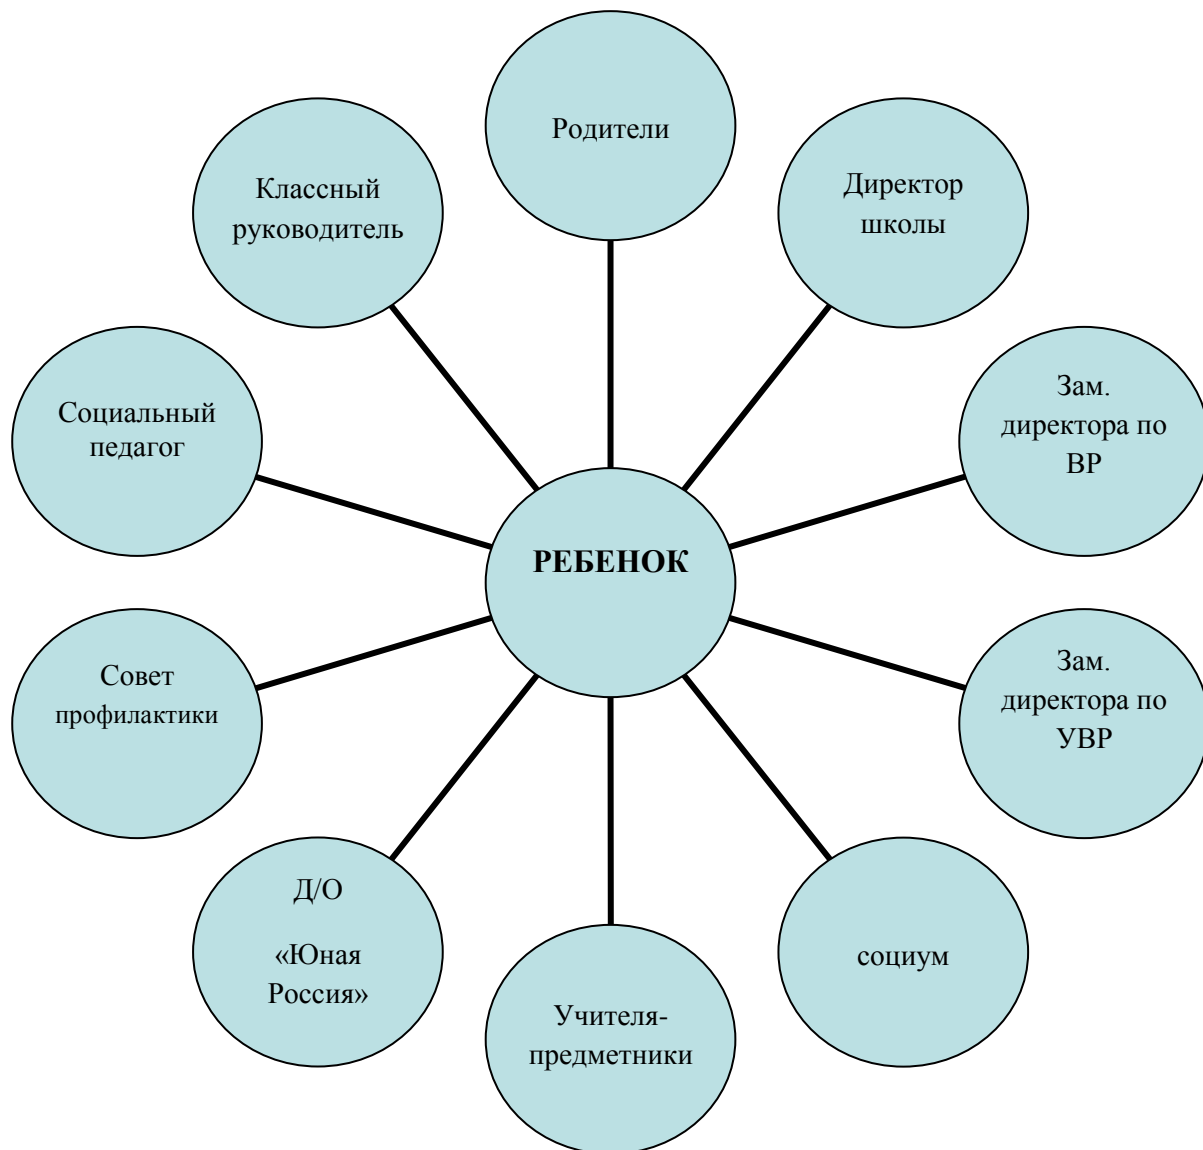 Родители
Классный
руководитель
Директор
школы
Социальный
педагог
Зам.
директора по
ВР
РЕБЕНОК
Совет
профилактики
Зам.
директора по
УВР
Д/О
«Юная
Россия»
социум
Учителя-
предметники